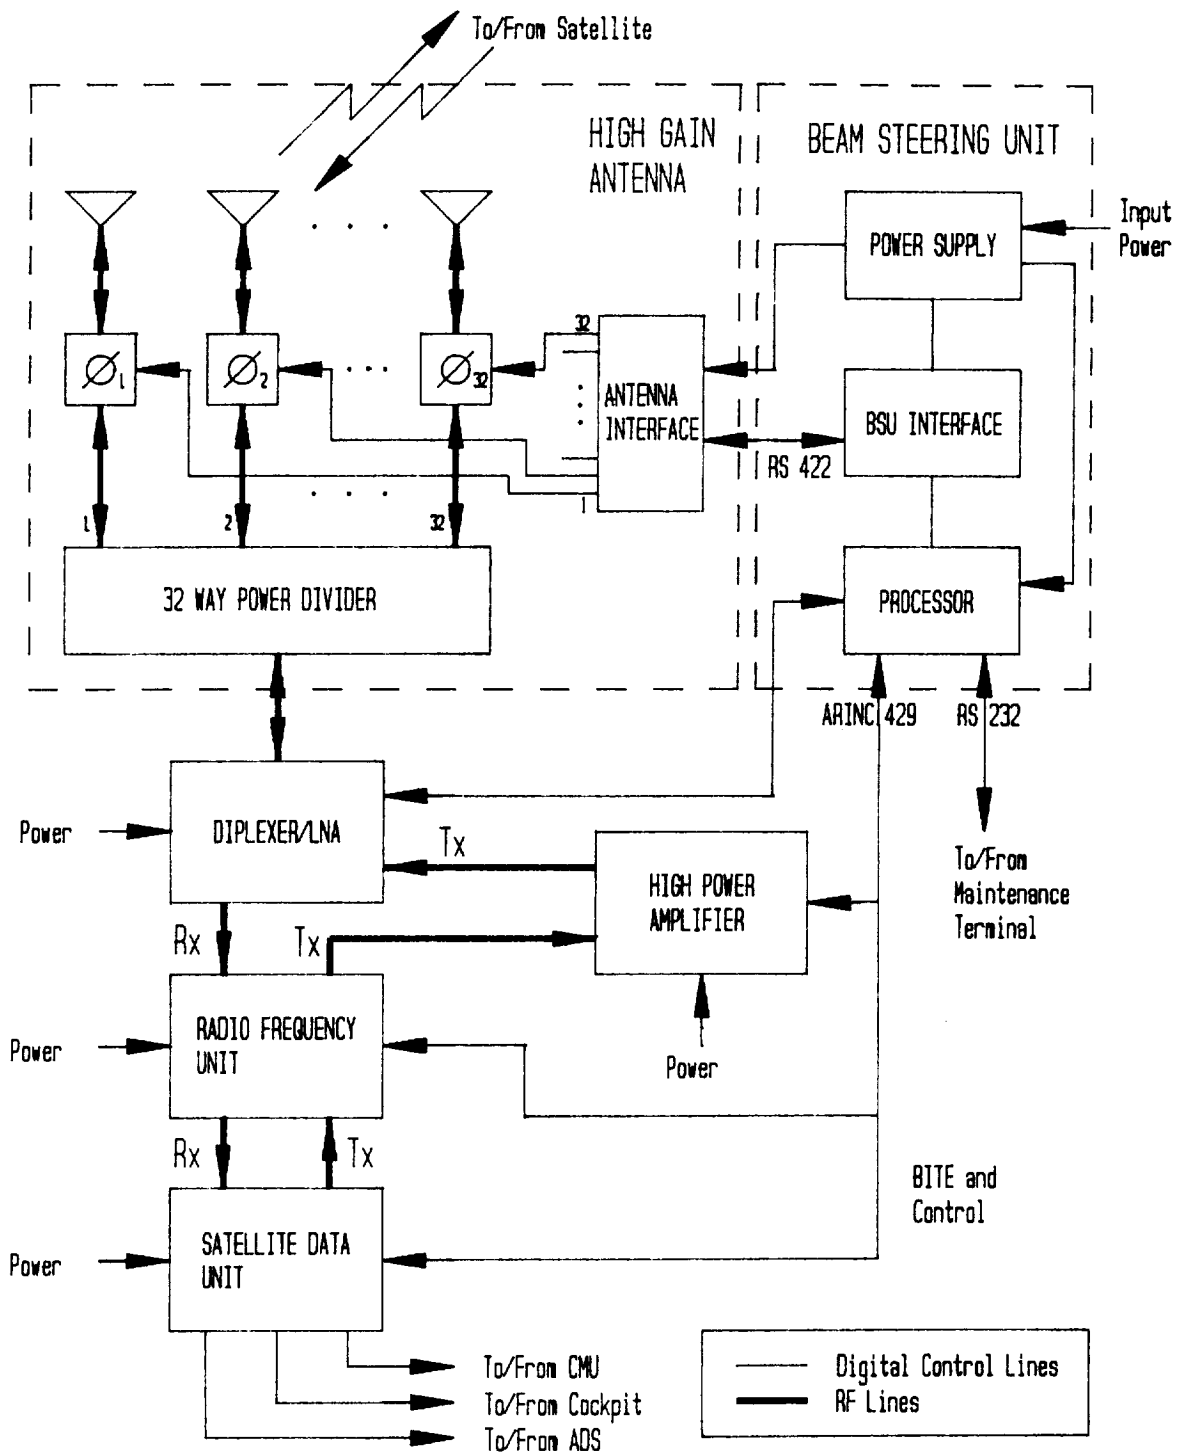 To/From Satellite
HIGH GAIN
ANTENNA
BEAM STEERING UNIT
Input
Power
POWER SUPPLY
. . .
32
Ø1
Ø2
. . .
Ø32
ANTENNA
INTERFACE
BSU INTERFACE
RS 422
. . .
1
1
2
32
32 WAY POWER DIVIDER
PROCESSOR
ARINC 429
RS 232
Power
DIPLEXER/LNA
Tx
HIGH POWER
AMPLIFIER
To/From
Maintenance
Terminal
Rx
Tx
Power
RADIO FREQUENCY
UNIT
Power
Rx
Tx
BITE and
Control
Power
SATELLITE DATA
UNIT
To/From CMU
To/From Cockpit
To/From ADS
Digital Control Lines
RF Lines